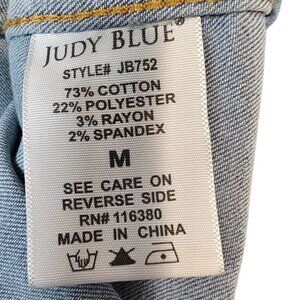 JUDY BLUE®
STYLE# JB752
73% COTTON
22% POLYESTER
3% RAYON
2% SPANDEX
M
SEE CARE ON
REVERSE SIDE
RN# 116380
MADE IN CHINA